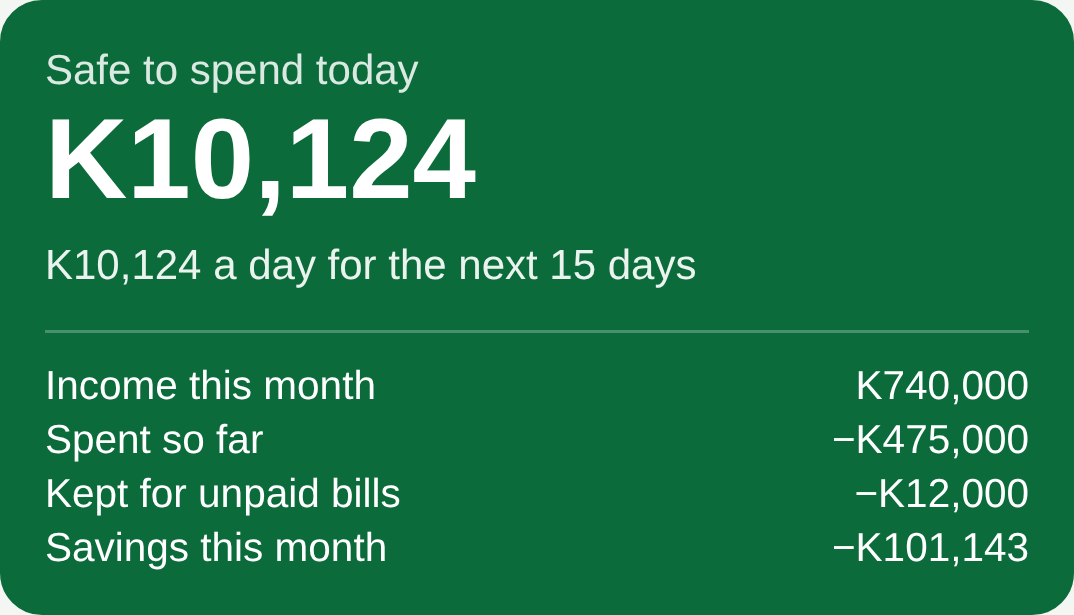 Safe to spend today
K10,124
K10,124 a day for the next 15 days
Income this month K740,000
Spent so far −K475,000
Kept for unpaid bills −K12,000
Savings this month −K101,143